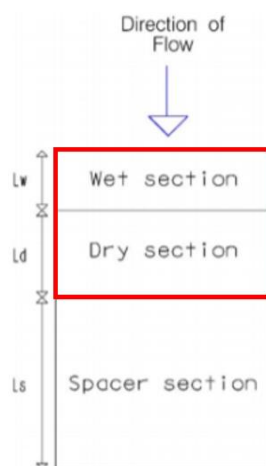 Direction of
Flow
Lw
Wet section
Ld
Dry section
Ls
Spacer section